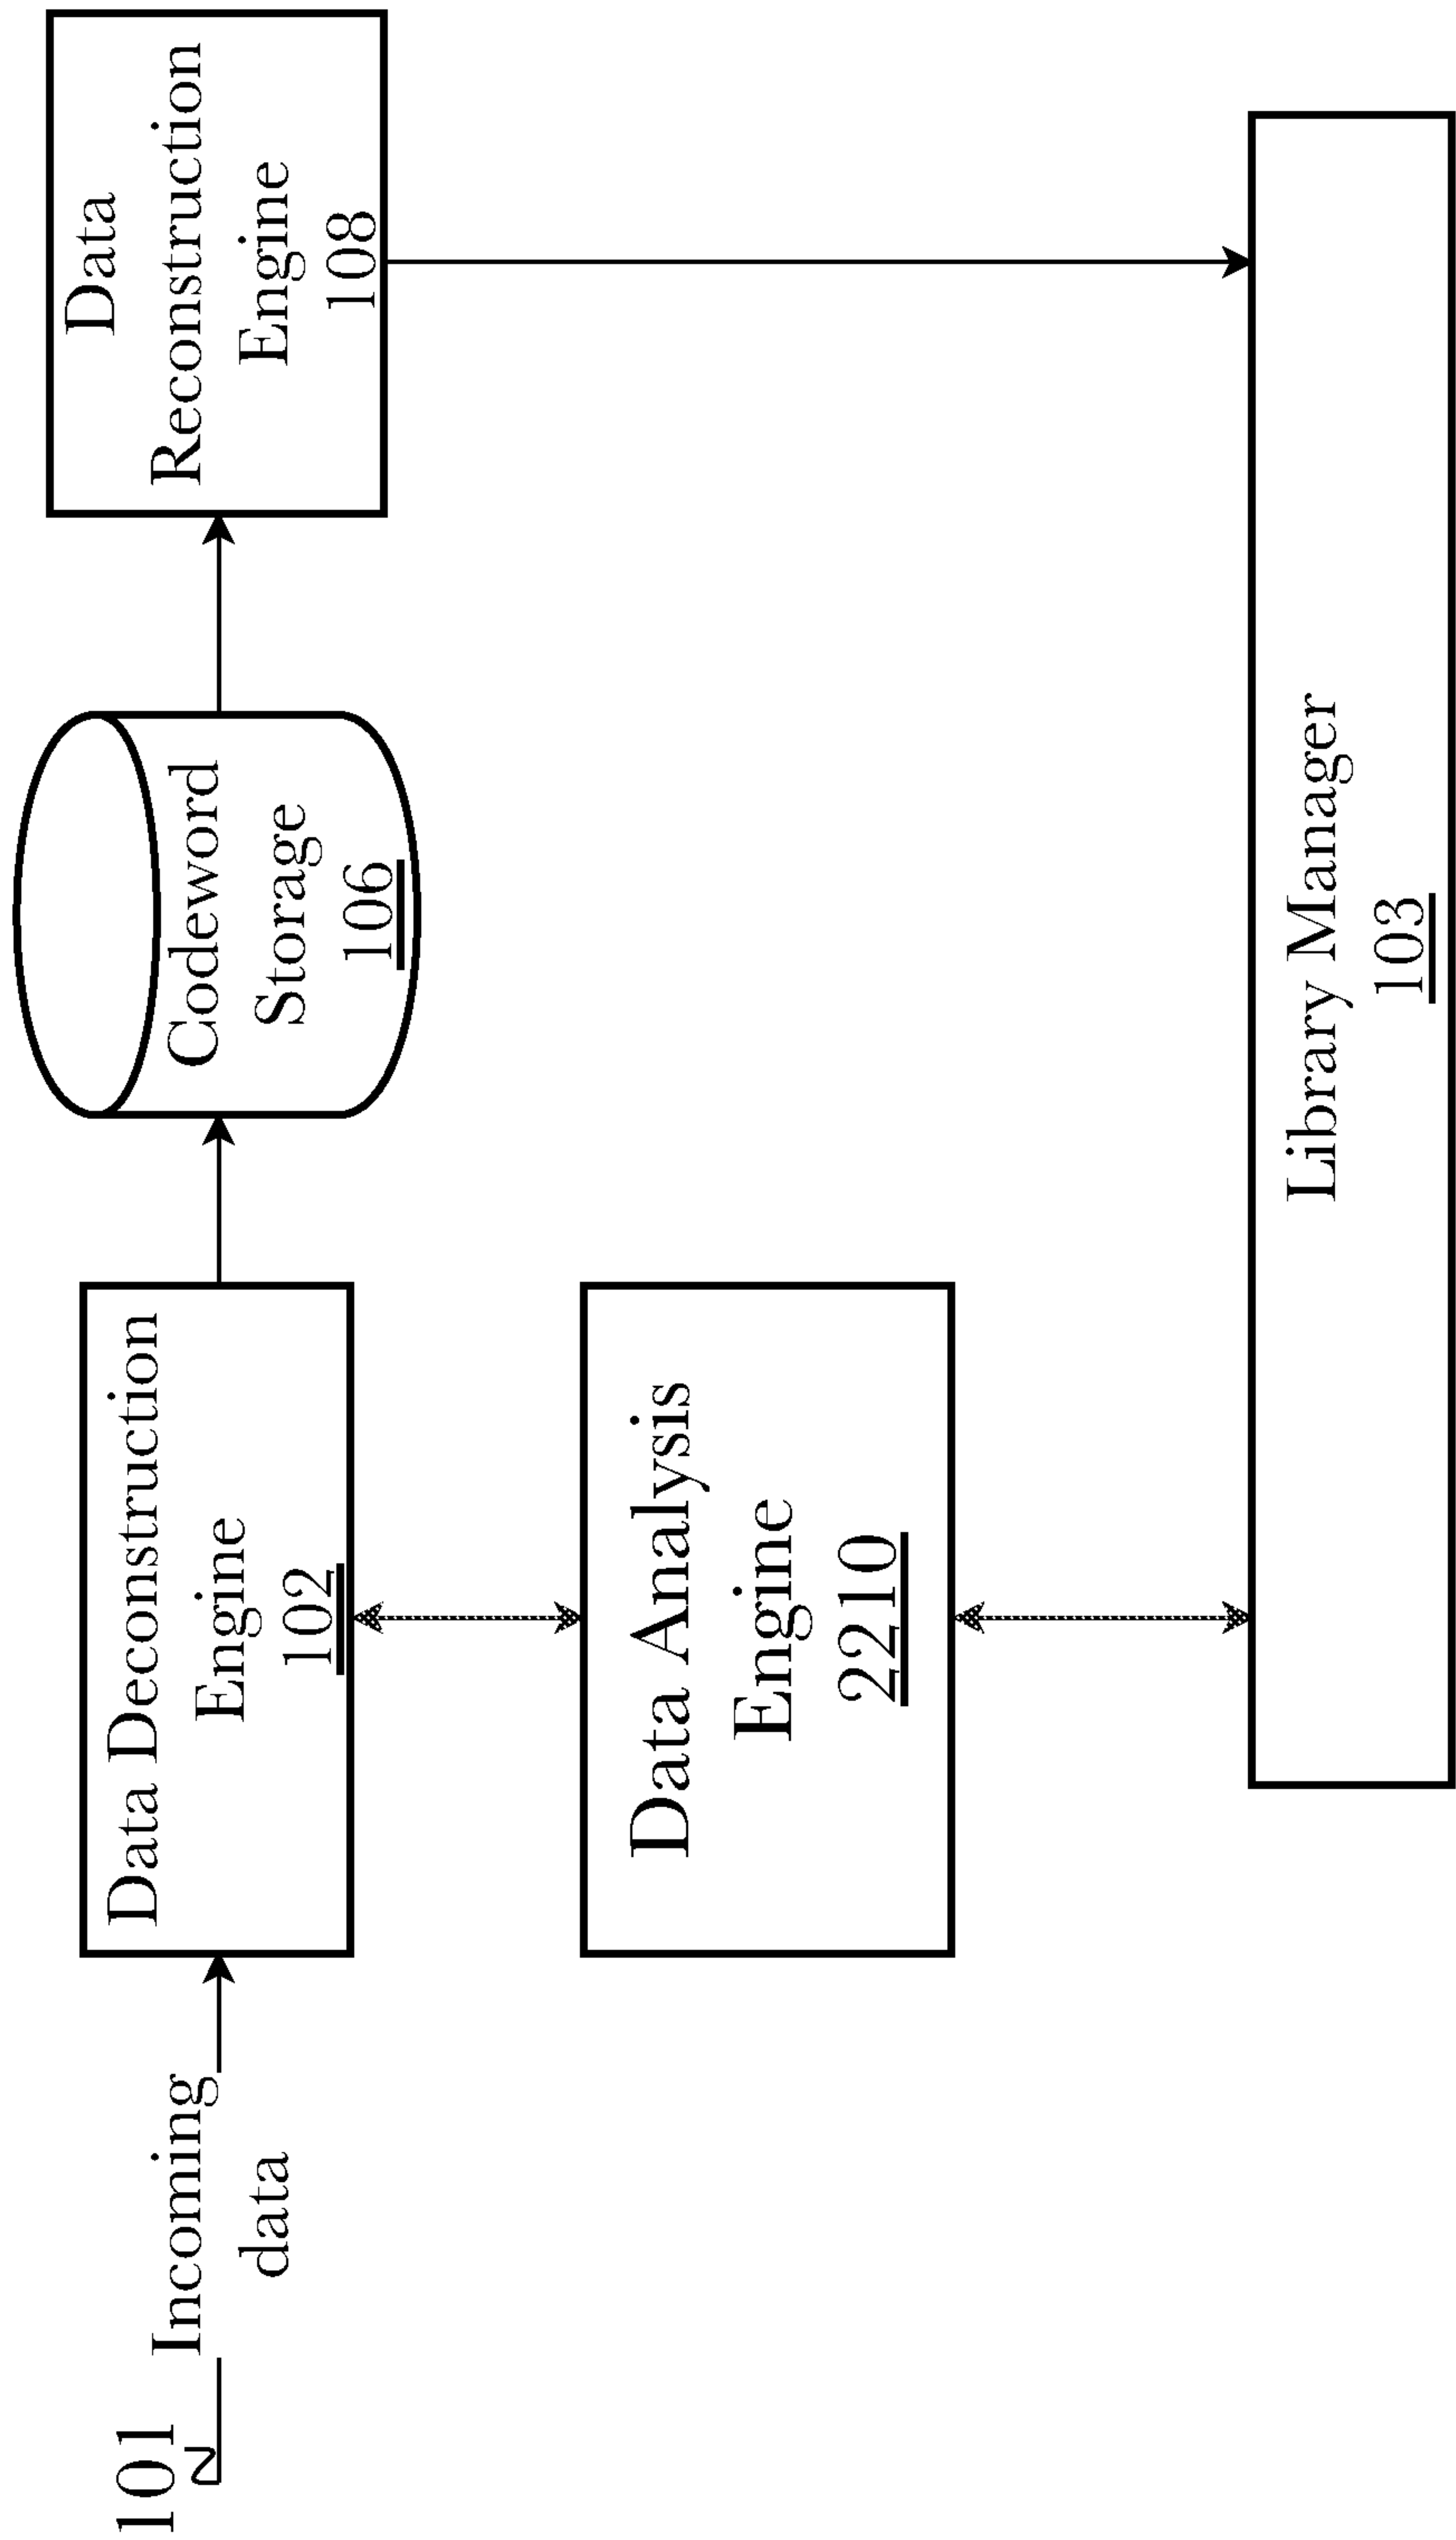 101
Incoming
data
Data Deconstruction
Engine
102
Codeword
Storage
106
Data
Reconstruction
Engine
108
Data Analysis
Engine
2210
Library Manager
103